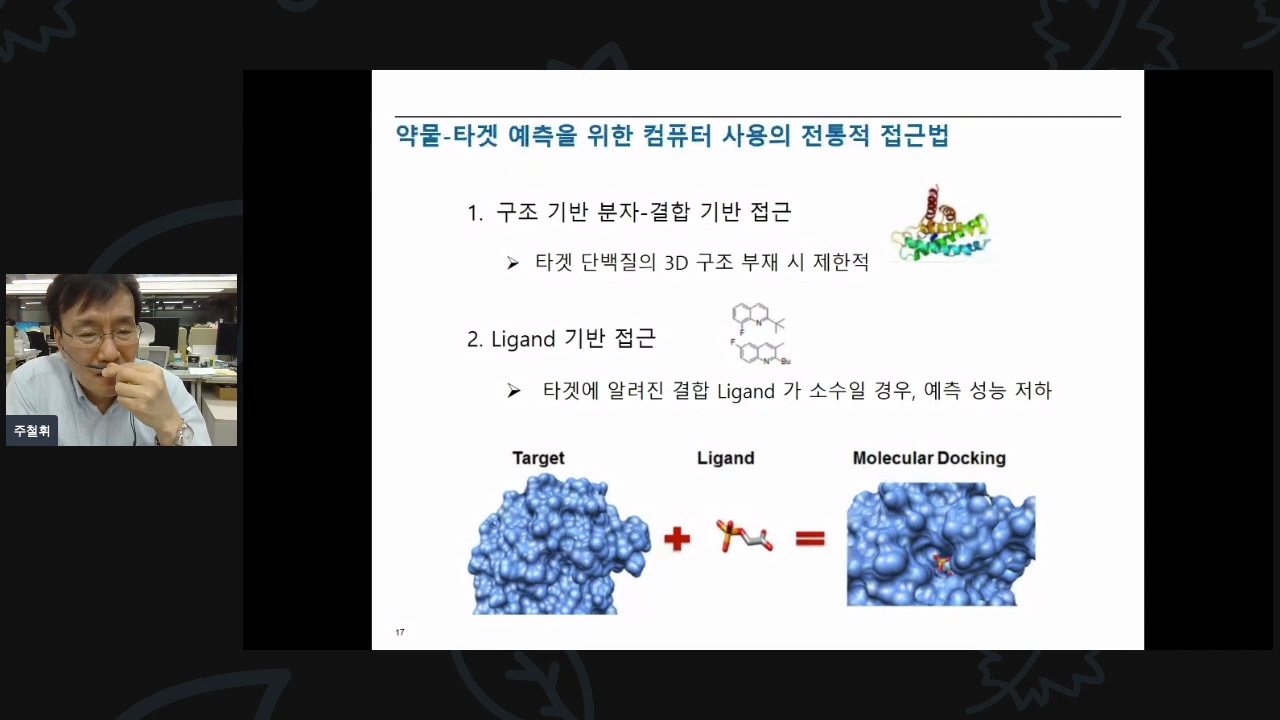 약물-타겟 예측을 위한 컴퓨터 사용의 전통적 접근법
1. 구조 기반 분자-결합 기반 접근
➢ 타겟 단백질의 3D 구조 부재 시 제한적
N
F
2. Ligand 기반 접근
F
N
Bu
➢ 타겟에 알려진 결합 Ligand 가 소수일 경우, 예측 성능 저하
주철휘
Target
Ligand
Molecular Docking
17